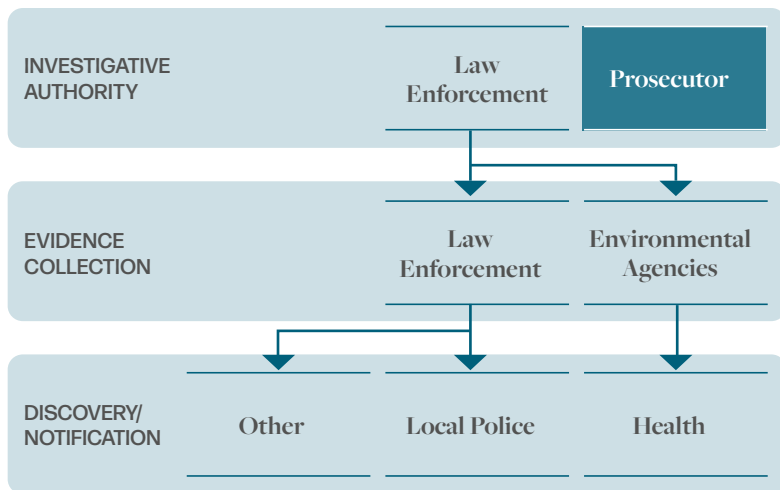 INVESTIGATIVE
AUTHORITY
Law
Enforcement
Prosecutor
EVIDENCE
COLLECTION
Law
Enforcement
Environmental
Agencies
DISCOVERY/
NOTIFICATION
Other
Local Police
Health